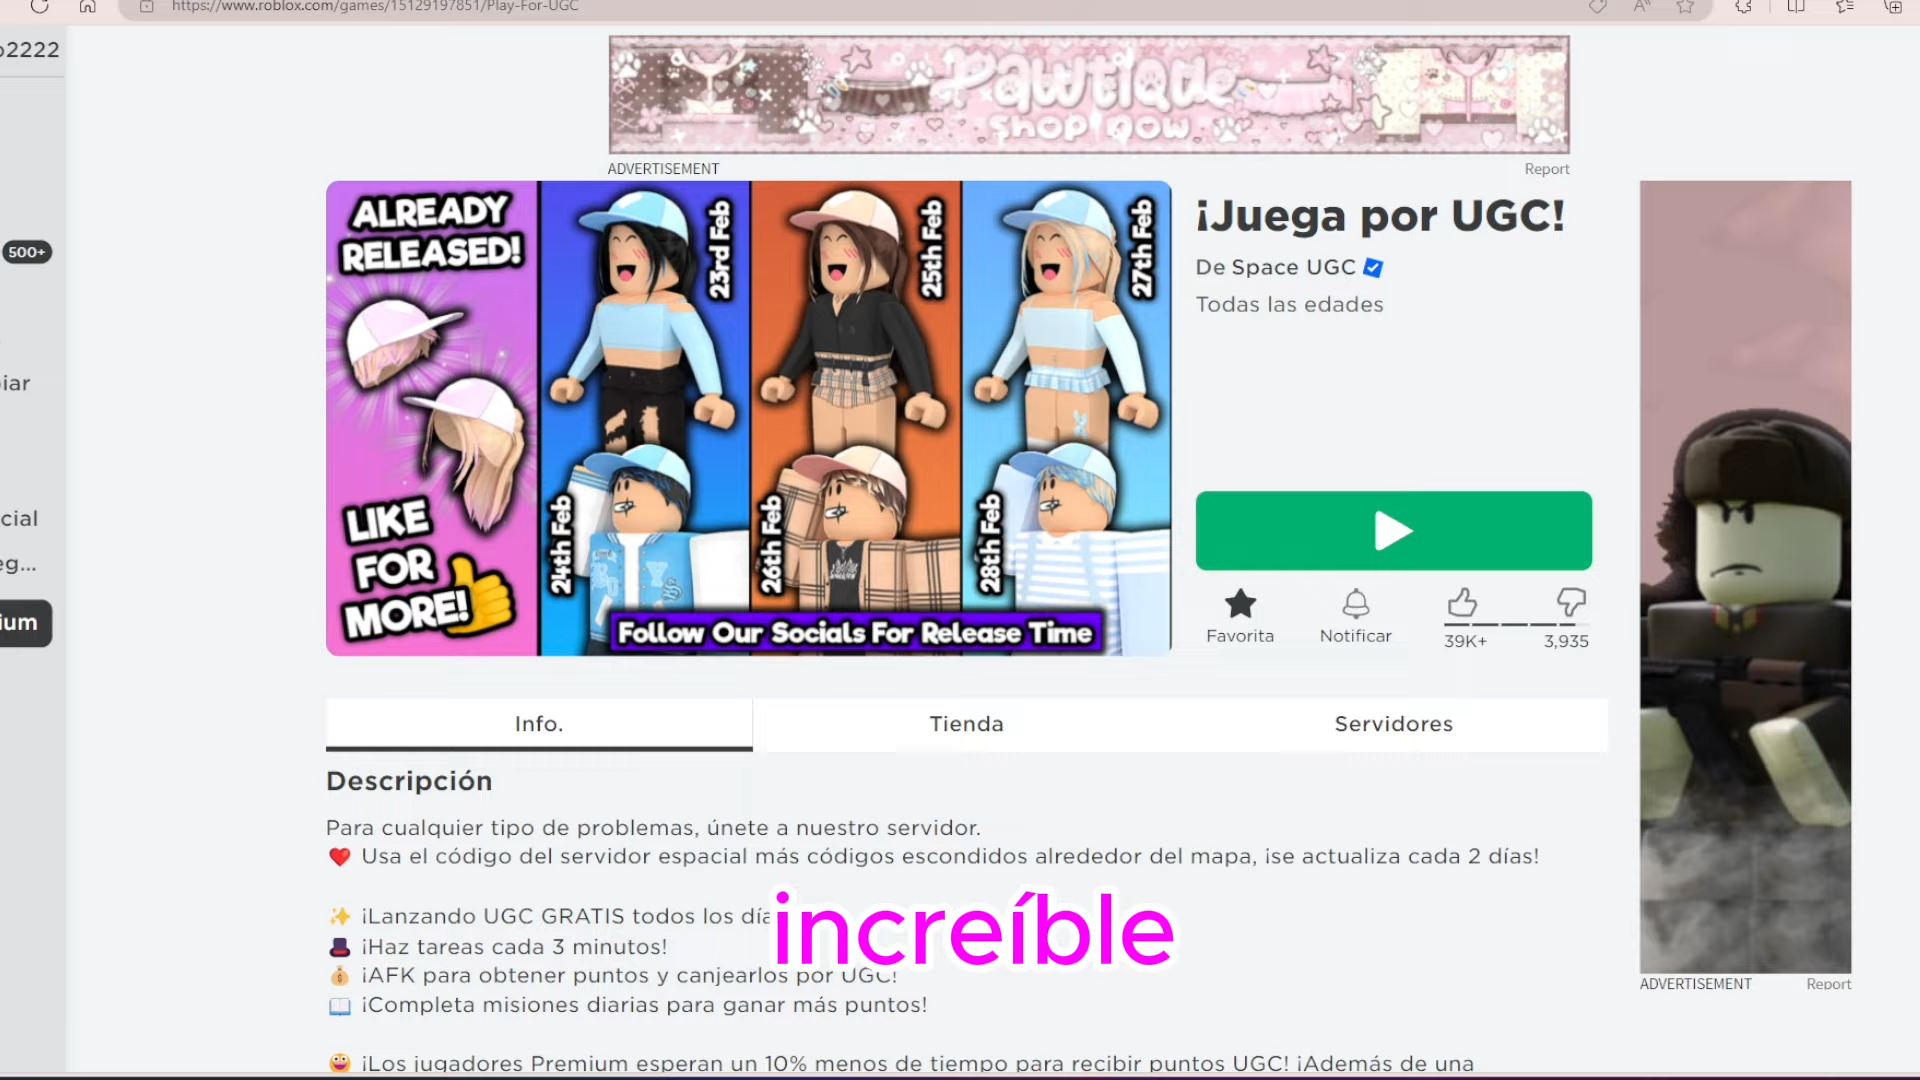 https://www.roblox.com/games/15129197851/Play-For-UGC
o2222
Pawtique
shop now
ADVERTISEMENT
Report
ALREADY
RELEASED!
23rd Feb
25th Feb
27th Feb
24th Feb
26th Feb
28th Feb
LIKE
FOR
MORE!
Follow Our Socials For Release Time
¡Juega por UGC!
De Space UGC
Todas las edades
500+
iar
cial
eg...
ium
Favorita
Notificar
39K+
3,935
Info.
Tienda
Servidores
Descripción
Para cualquier tipo de problemas, únete a nuestro servidor.
❤️ Usa el código del servidor espacial más códigos escondidos alrededor del mapa, ¡se actualiza cada 2 días!
✨ ¡Lanzando UGC GRATIS todos los día
increíble
🎩 ¡Haz tareas cada 3 minutos!
💰 ¡AFK para obtener puntos y canjearlos por UGC!
📖 ¡Completa misiones diarias para ganar más puntos!
😀 ¡Los jugadores Premium esperan un 10% menos de tiempo para recibir puntos UGC! ¡Además de una
ADVERTISEMENT
Report